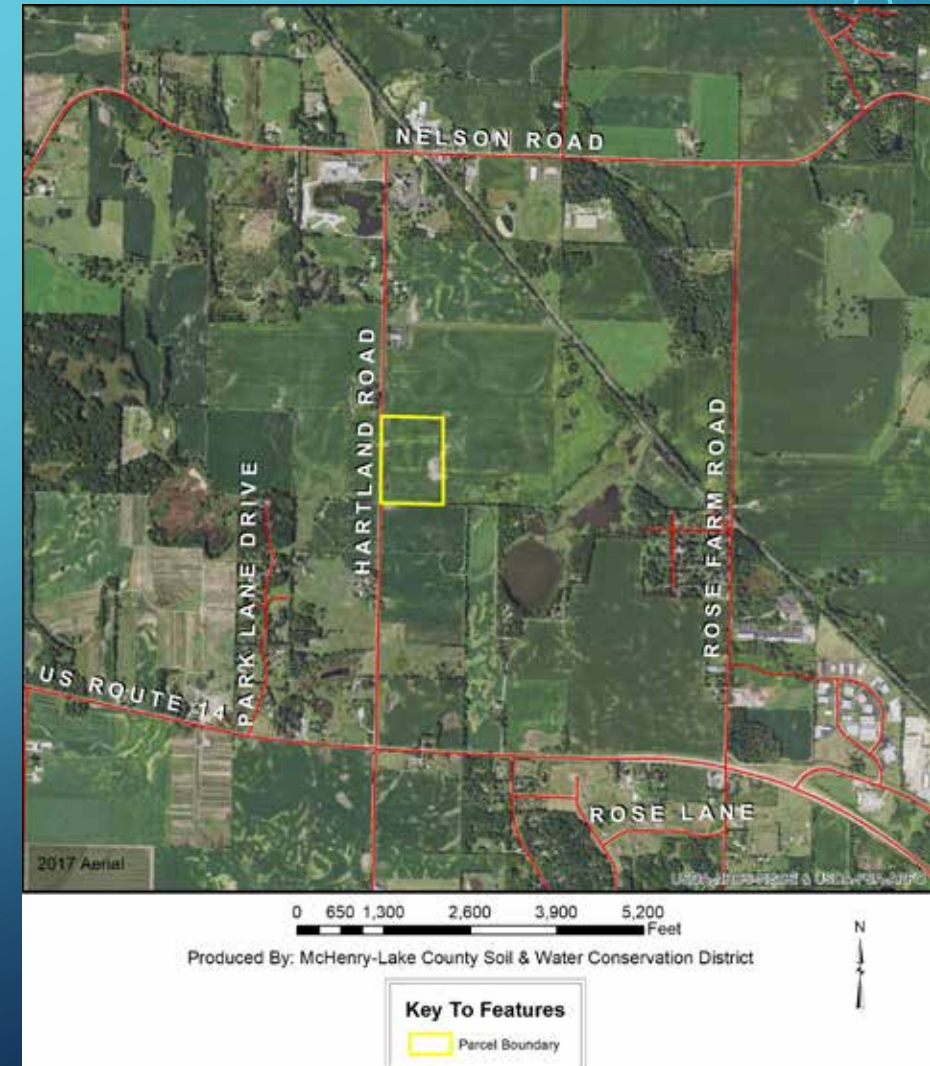 NELSON ROAD
HARTLAND ROAD
ROSE FARM ROAD
PARK LANE DRIVE
US ROUTE 14
ROSE LANE
2017 Aerial
0 650 1,300 2,600 3,900 5,200
Feet
N
Produced By: McHenry-Lake County Soil & Water Conservation District
Key To Features
Parcel Boundary